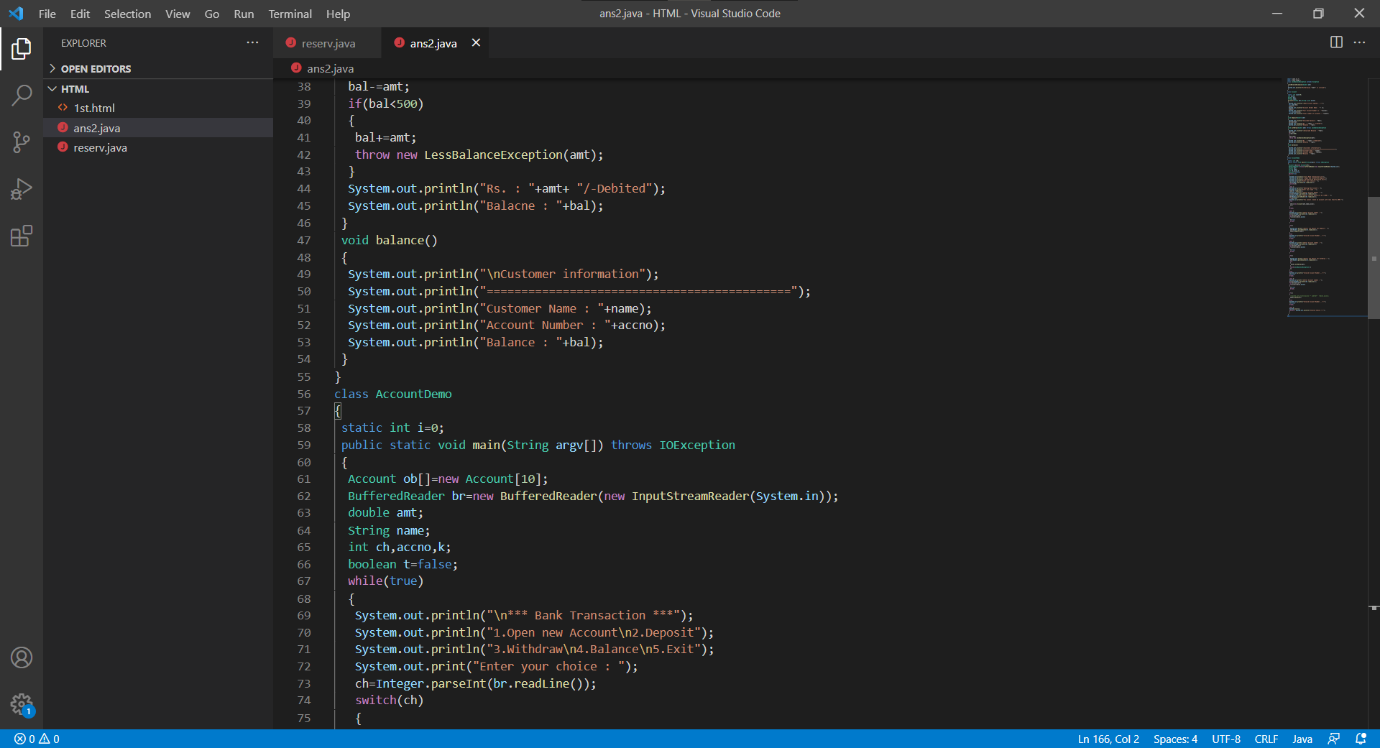 File Edit Selection View Go Run Terminal Help
ans2.java - HTML - Visual Studio Code
EXPLORER
OPEN EDITORS
HTML
1st.html
ans2.java
reserv.java
reserv.java
ans2.java
ans2.java
38 bal-=amt;
39 if(bal<500)
40 {
41 bal+=amt;
42 throw new LessBalanceException(amt);
43 }
44 System.out.println("Rs. : "+amt+ "/-Debited");
45 System.out.println("Balacne : "+bal);
46 }
47 void balance()
48 {
49 System.out.println("\nCustomer information");
50 System.out.println("============================================");
51 System.out.println("Customer Name : "+name);
52 System.out.println("Account Number : "+accno);
53 System.out.println("Balance : "+bal);
54 }
55 }
56 class AccountDemo
57 {
58 static int i=0;
59 public static void main(String argv[]) throws IOException
60 {
61 Account ob[]=new Account[10];
62 BufferedReader br=new BufferedReader(new InputStreamReader(System.in));
63 double amt;
64 String name;
65 int ch,accno,k;
66 boolean t=false;
67 while(true)
68 {
69 System.out.println("\n*** Bank Transaction ***");
70 System.out.println("1.Open new Account\n2.Deposit");
71 System.out.println("3.Withdraw\n4.Balance\n5.Exit");
72 System.out.print("Enter your choice : ");
73 ch=Integer.parseInt(br.readLine());
74 switch(ch)
75 {
1
0 0
Ln 166, Col 2 Spaces: 4 UTF-8 CRLF Java